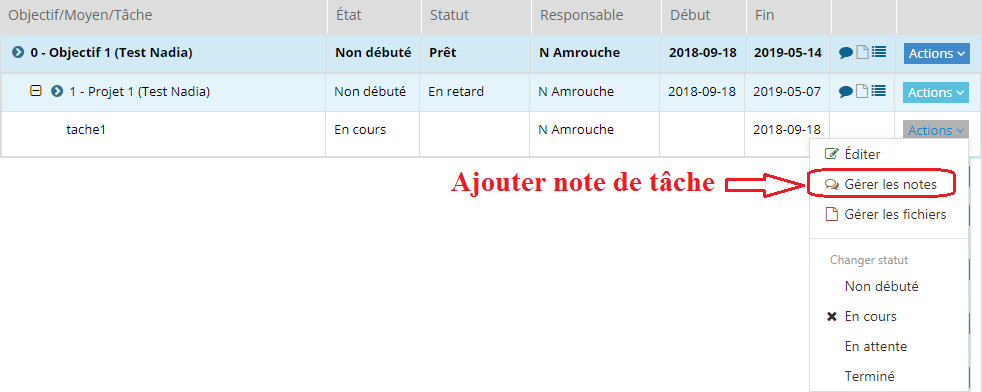 Objectif/Moyen/Tâche État Statut Responsable Début Fin
0 - Objectif 1 (Test Nadia) Non débuté Prêt N Amrouche 2018-09-18 2019-05-14 Actions
1 - Projet 1 (Test Nadia) Non débuté En retard N Amrouche 2018-09-18 2019-05-07 Actions
tache1 En cours N Amrouche 2018-09-18 Actions
Éditer
Ajouter note de tâche Gérer les notes
Gérer les fichiers
Changer statut
Non débuté
En cours
En attente
Terminé